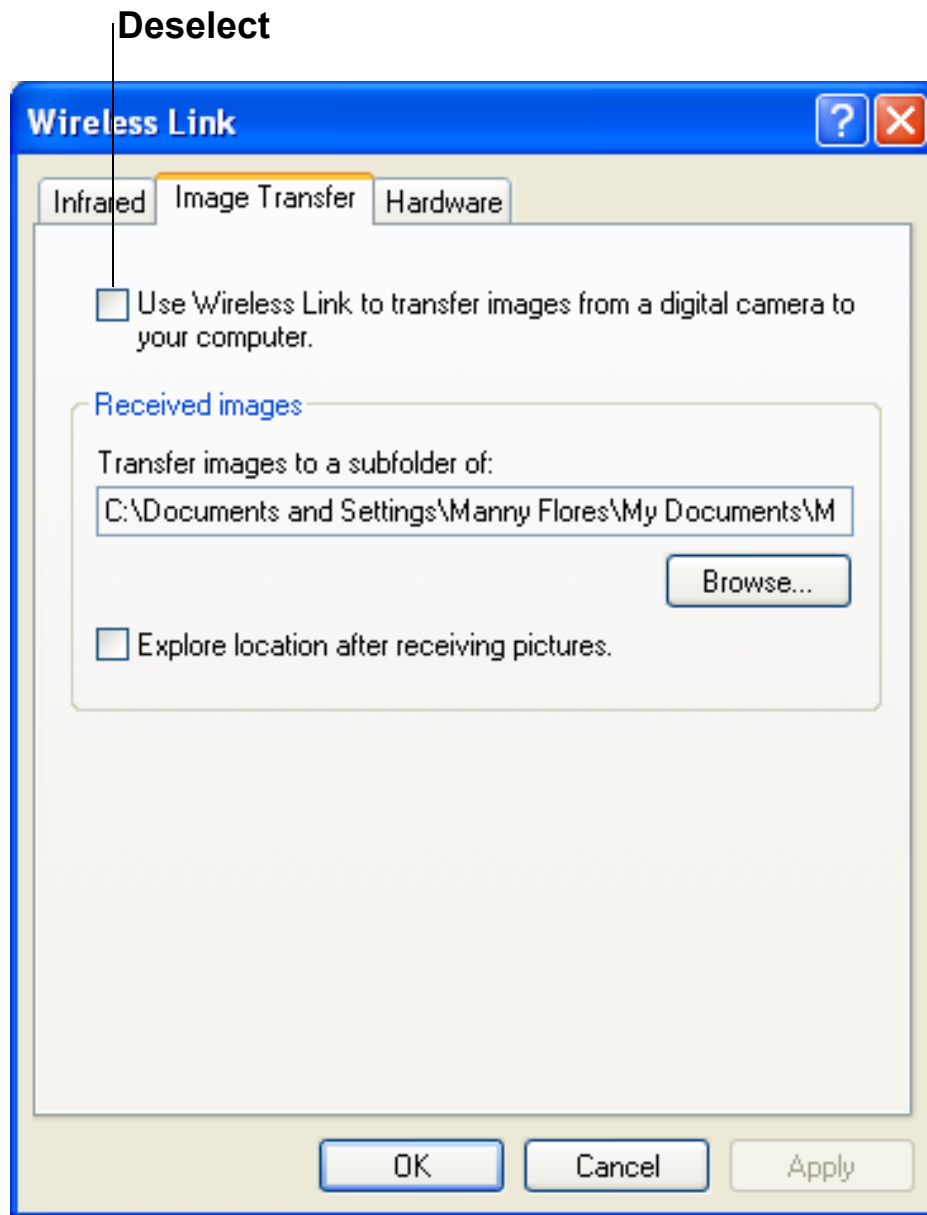 Deselect
Wireless Link
Infrared
Image Transfer
Hardware
Use Wireless Link to transfer images from a digital camera to
your computer.
Received images
Transfer images to a subfolder of:
C:\Documents and Settings\Manny Flores\My Documents\M
Browse...
Explore location after receiving pictures.
OK
Cancel
Apply